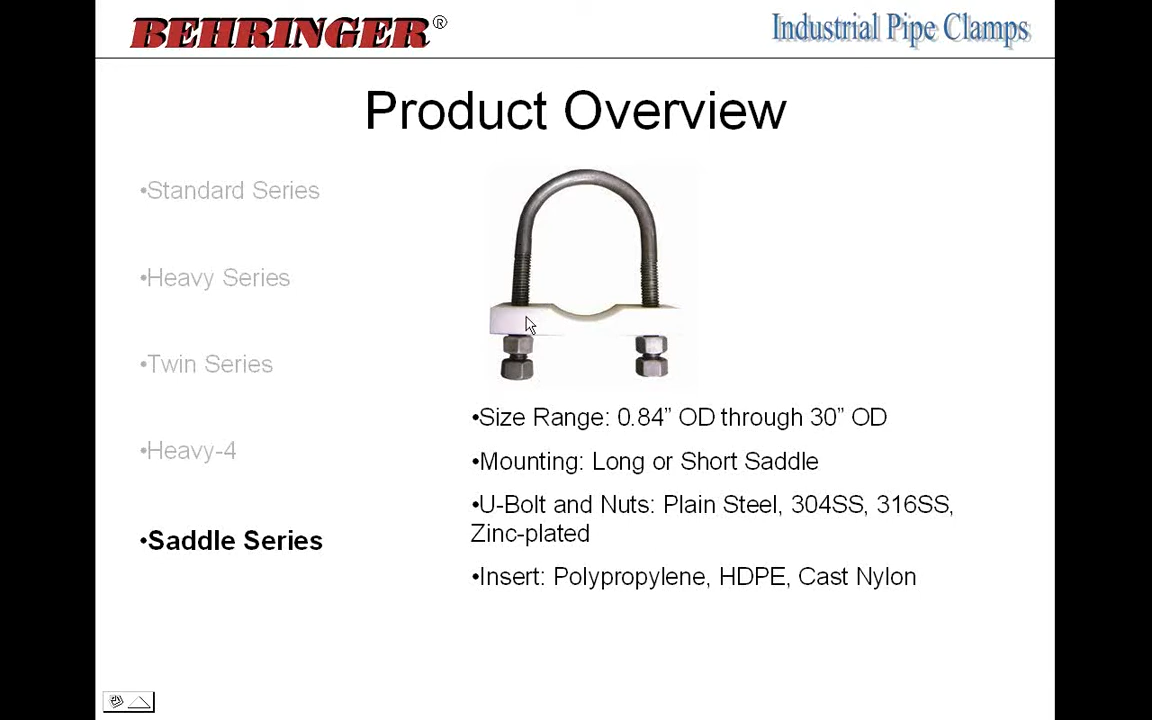 BEHRINGER®
Industrial Pipe Clamps
Product Overview
•Standard Series
•Heavy Series
•Twin Series
•Heavy-4
•Saddle Series
•Size Range: 0.84” OD through 30” OD
•Mounting: Long or Short Saddle
•U-Bolt and Nuts: Plain Steel, 304SS, 316SS,
Zinc-plated
•Insert: Polypropylene, HDPE, Cast Nylon